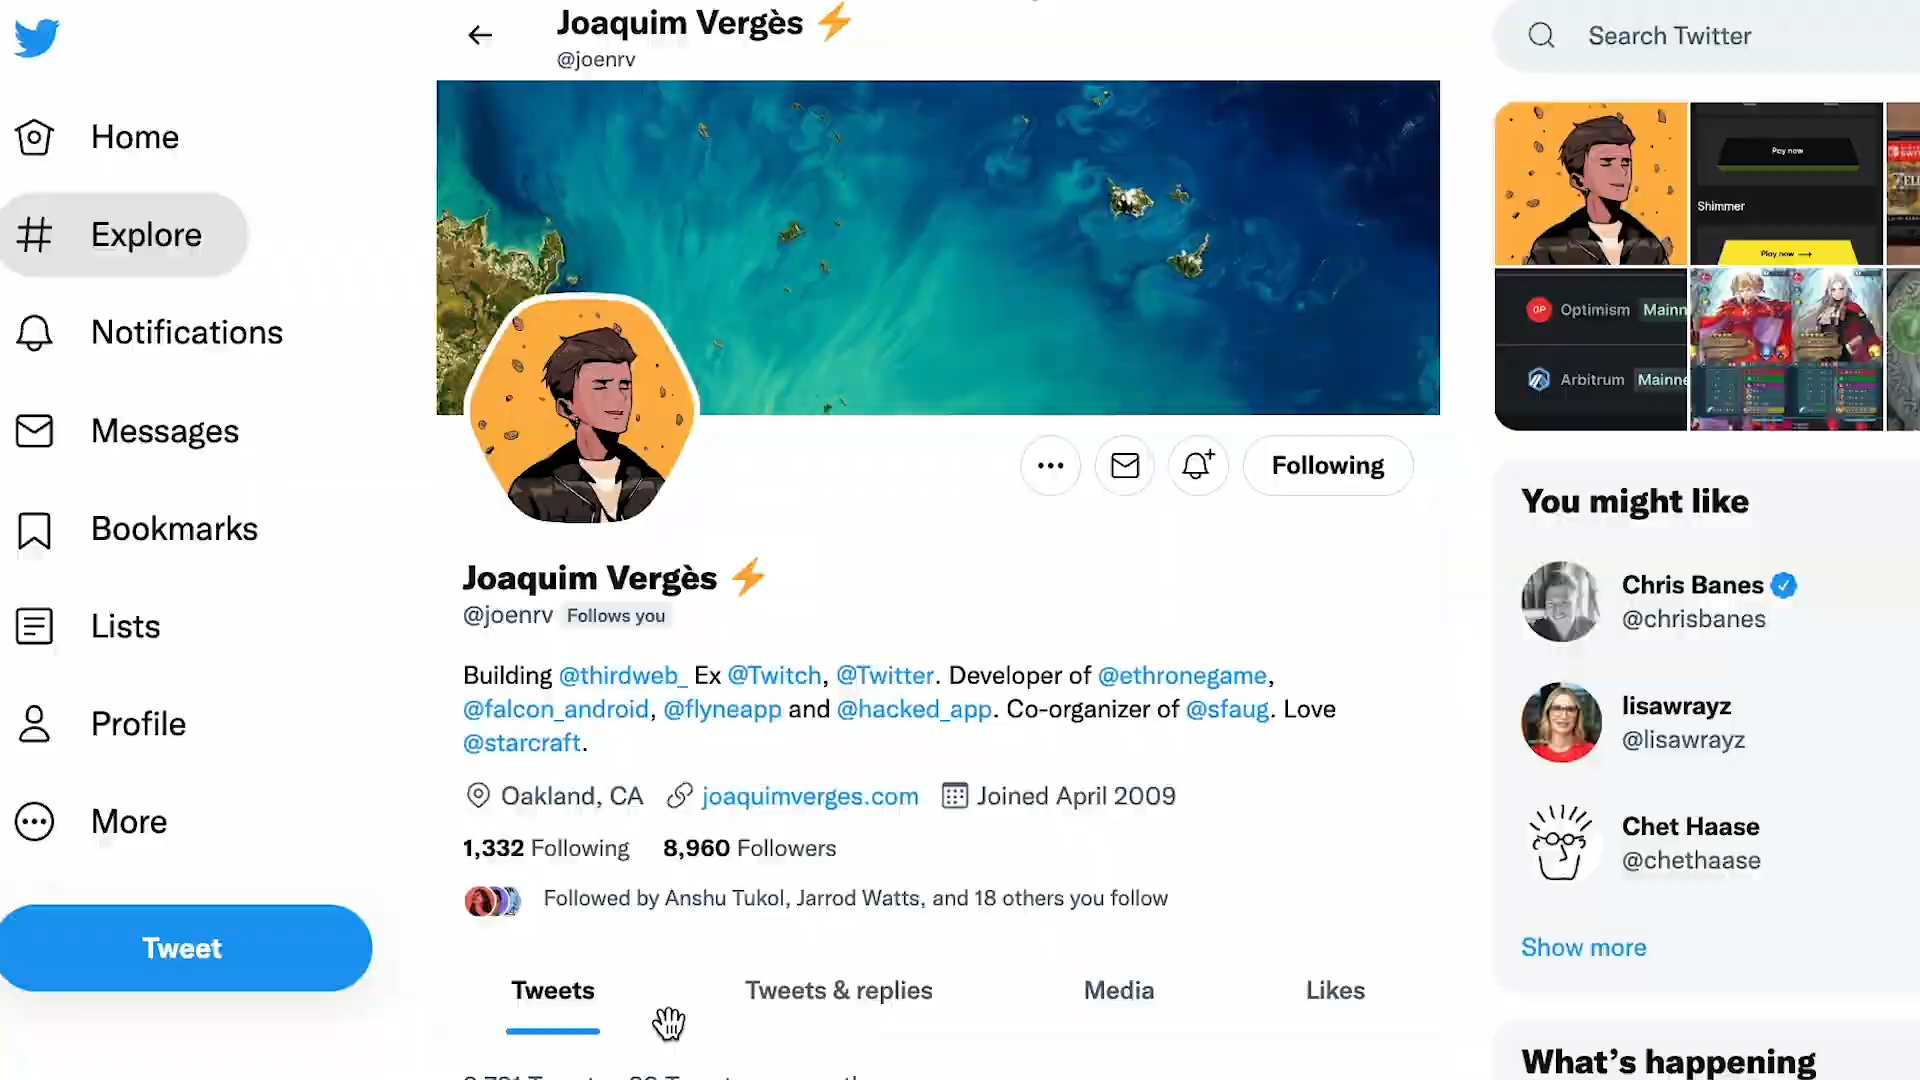 Joaquim Vergès ⚡
@joenrv
Search Twitter
Home
Explore
Notifications
Messages
Bookmarks
Lists
Profile
More
Tweet
Following
Joaquim Vergès ⚡
@joenrv Follows you
Building @thirdweb_ Ex @Twitch, @Twitter. Developer of @ethronegame,
@falcon_android, @flyneapp and @hacked_app. Co-organizer of @sfaug. Love
@starcraft.
Oakland, CA joaquimverges.com Joined April 2009
1,332 Following 8,960 Followers
Followed by Anshu Tukol, Jarrod Watts, and 18 others you follow
Tweets Tweets & replies Media Likes
Pay now
Shimmer
Play now →
OP Optimism
Arbitrum
You might like
Chris Banes
@chrisbanes
lisawrayz
@lisawrayz
Chet Haase
@chethaase
Show more
What's happening